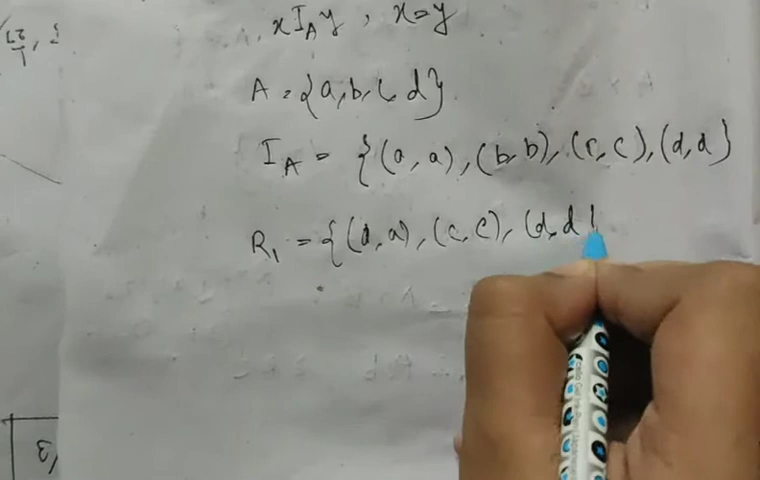 x I_A y , x = y
A = {a, b, c, d}
I_A = {(a, a), (b, b), (c, c), (d, d}
R_1 = {(a, a), (c, c), (d, d)